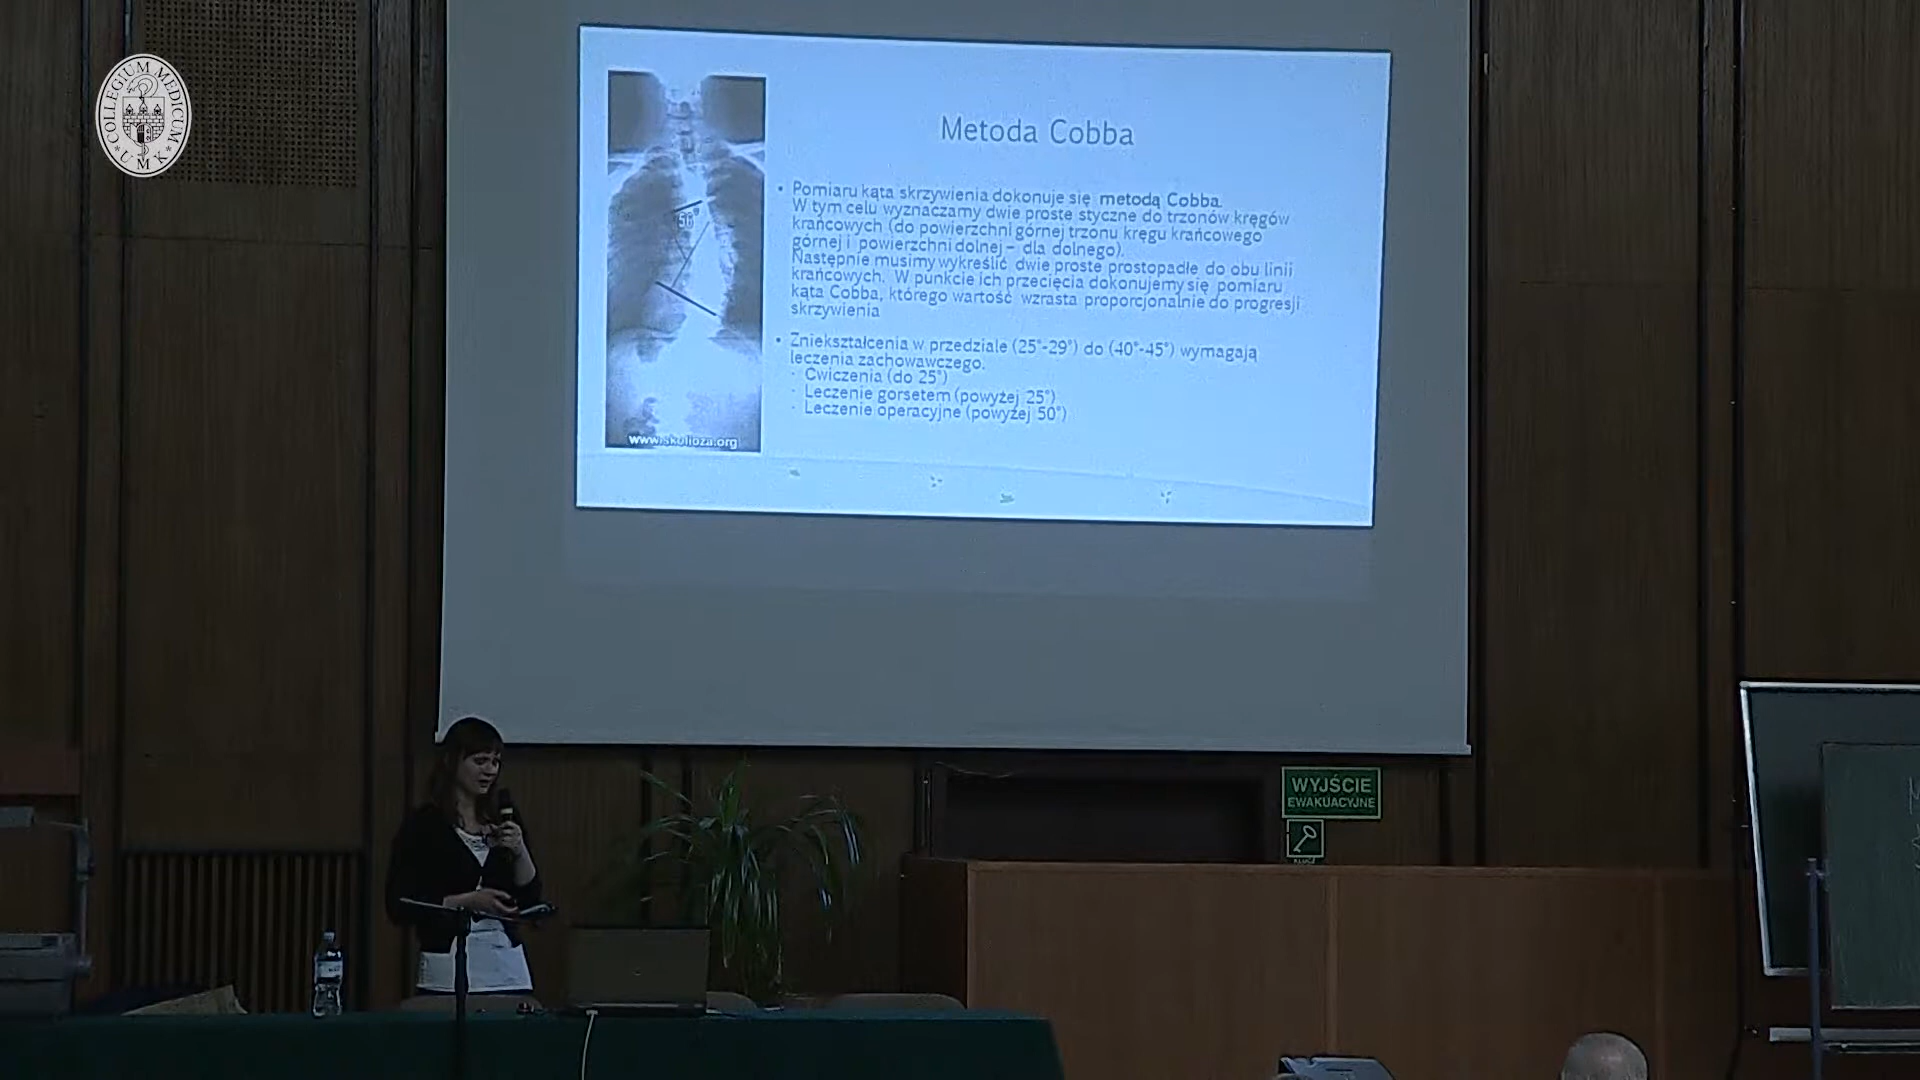 COLLEGIUM MEDICUM
* UMK *
Metoda Cobba
• Pomiaru kąta skrzywienia dokonuje się metodą Cobba.
W tym celu wyznaczamy dwie proste styczne do trzonów kręgów
krańcowych (do powierzchni górnej trzonu kręgu krańcowego
górnej i powierzchni dolnej – dla dolnego).
Następnie musimy wykreślić dwie proste prostopadłe do obu linii
krańcowych. W punkcie ich przecięcia dokonujemy się pomiaru
kąta Cobba, którego wartość wzrasta proporcjonalnie do progresji
skrzywienia
• Zniekształcenia w przedziale (25°-29°) do (40°-45°) wymagają
leczenia zachowawczego.
- Ćwiczenia (do 25°)
- Leczenie gorsetem (powyżej 25°)
- Leczenie operacyjne (powyżej 50°)
56°
www.skolioza.org
WYJŚCIE
EWAKUACYJNE
KLUCZ